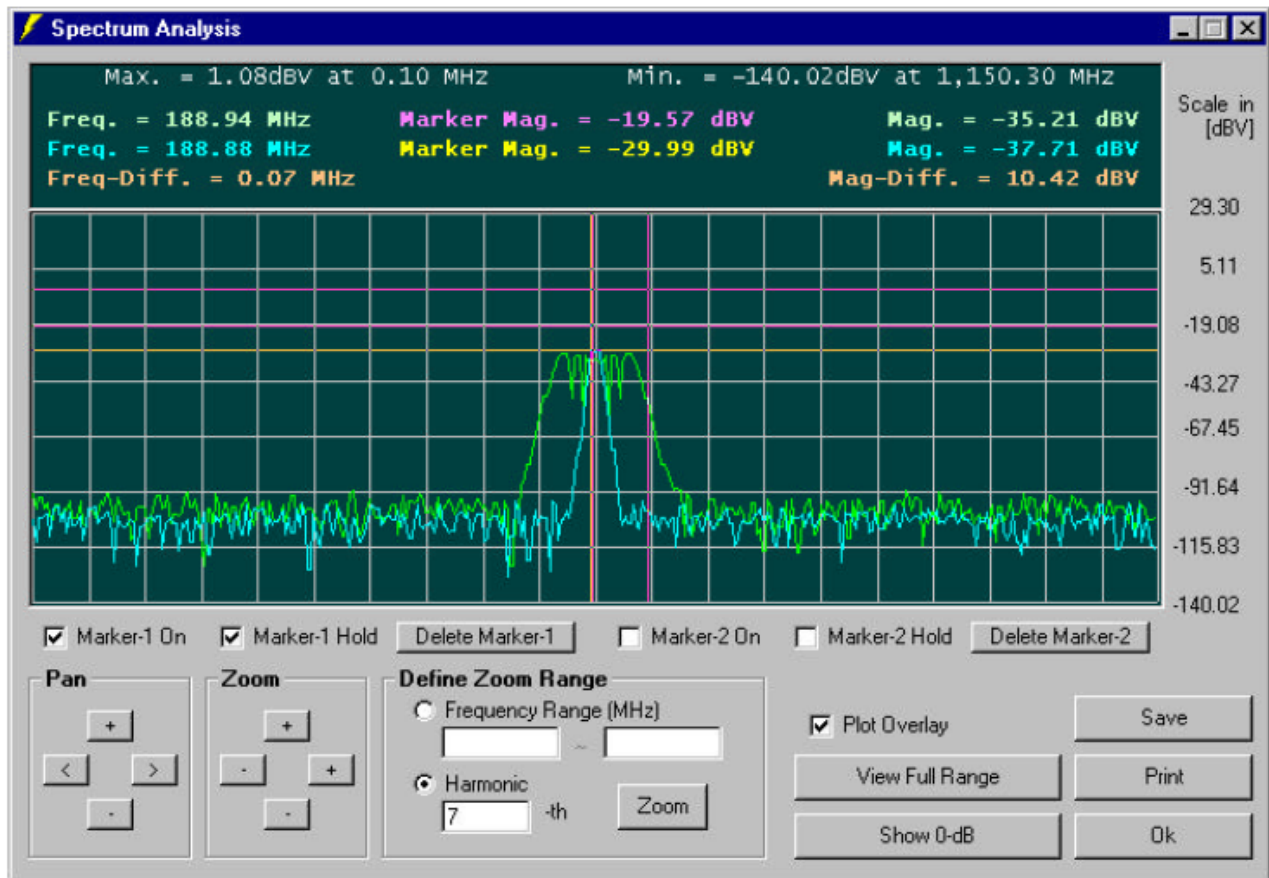 Spectrum Analysis
Max. = 1.08dBV at 0.10 MHz Min. = -140.02dBV at 1,150.30 MHz
Freq. = 188.94 MHz Marker Mag. = -19.57 dBV Mag. = -35.21 dBV
Freq. = 188.88 MHz Marker Mag. = -29.99 dBV Mag. = -37.71 dBV
Freq-Diff. = 0.07 MHz Mag-Diff. = 10.42 dBV
Scale in
[dBV]
29.30
5.11
-19.08
-43.27
-67.45
-91.64
-115.83
-140.02
Marker-1 On Marker-1 Hold Delete Marker-1 Marker-2 On Marker-2 Hold Delete Marker-2
Pan
+
< >
-
Zoom
+
- +
-
Define Zoom Range
Frequency Range (MHz)
~
Harmonic
7 -th Zoom
Plot Overlay Save
View Full Range Print
Show 0-dB Ok